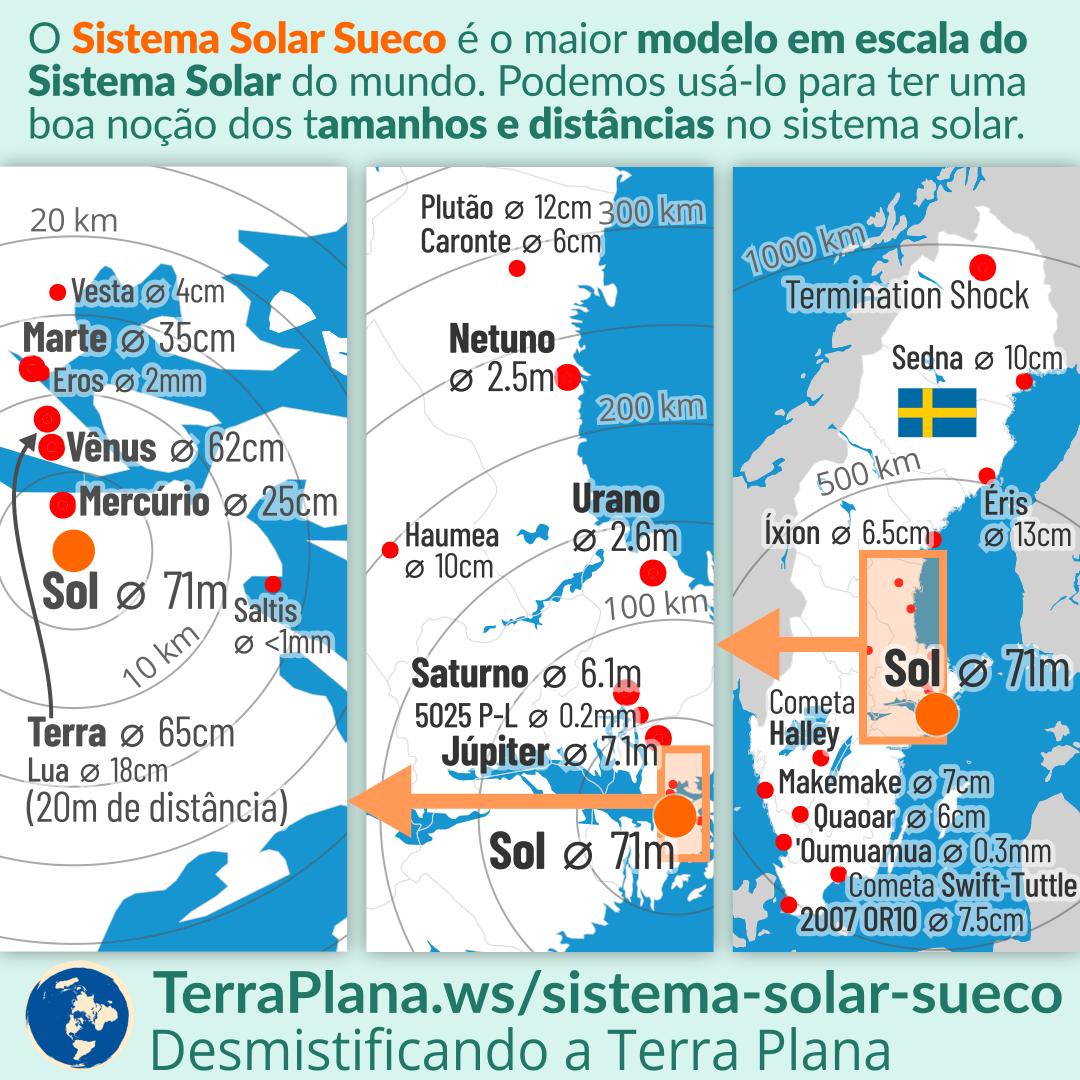 O Sistema Solar Sueco é o maior modelo em escala do
Sistema Solar do mundo. Podemos usá-lo para ter uma
boa noção dos tamanhos e distâncias no sistema solar.
20 km
Vesta ⌀ 4cm
Marte ⌀ 35cm
Eros ⌀ 2mm
Vênus ⌀ 62cm
Mercúrio ⌀ 25cm
Sol ⌀ 71m
Saltis
⌀ <1mm
10 km
Terra ⌀ 65cm
Lua ⌀ 18cm
(20m de distância)
Plutão ⌀ 12cm
300 km
Caronte ⌀ 6cm
Netuno
⌀ 2.5m
200 km
Urano
⌀ 2.6m
Haumea
⌀ 10cm
100 km
Saturno ⌀ 6.1m
5025 P-L ⌀ 0.2mm
Júpiter ⌀ 7.1m
Sol ⌀ 71m
1000 km
Termination Shock
Sedna ⌀ 10cm
500 km
Éris
⌀ 13cm
Íxion ⌀ 6.5cm
Sol ⌀ 71m
Cometa
Halley
Makemake ⌀ 7cm
Quaoar ⌀ 6cm
'Oumuamua ⌀ 0.3mm
Cometa Swift-Tuttle
2007 OR10 ⌀ 7.5cm
TerraPlana.ws/sistema-solar-sueco
Desmistificando a Terra Plana